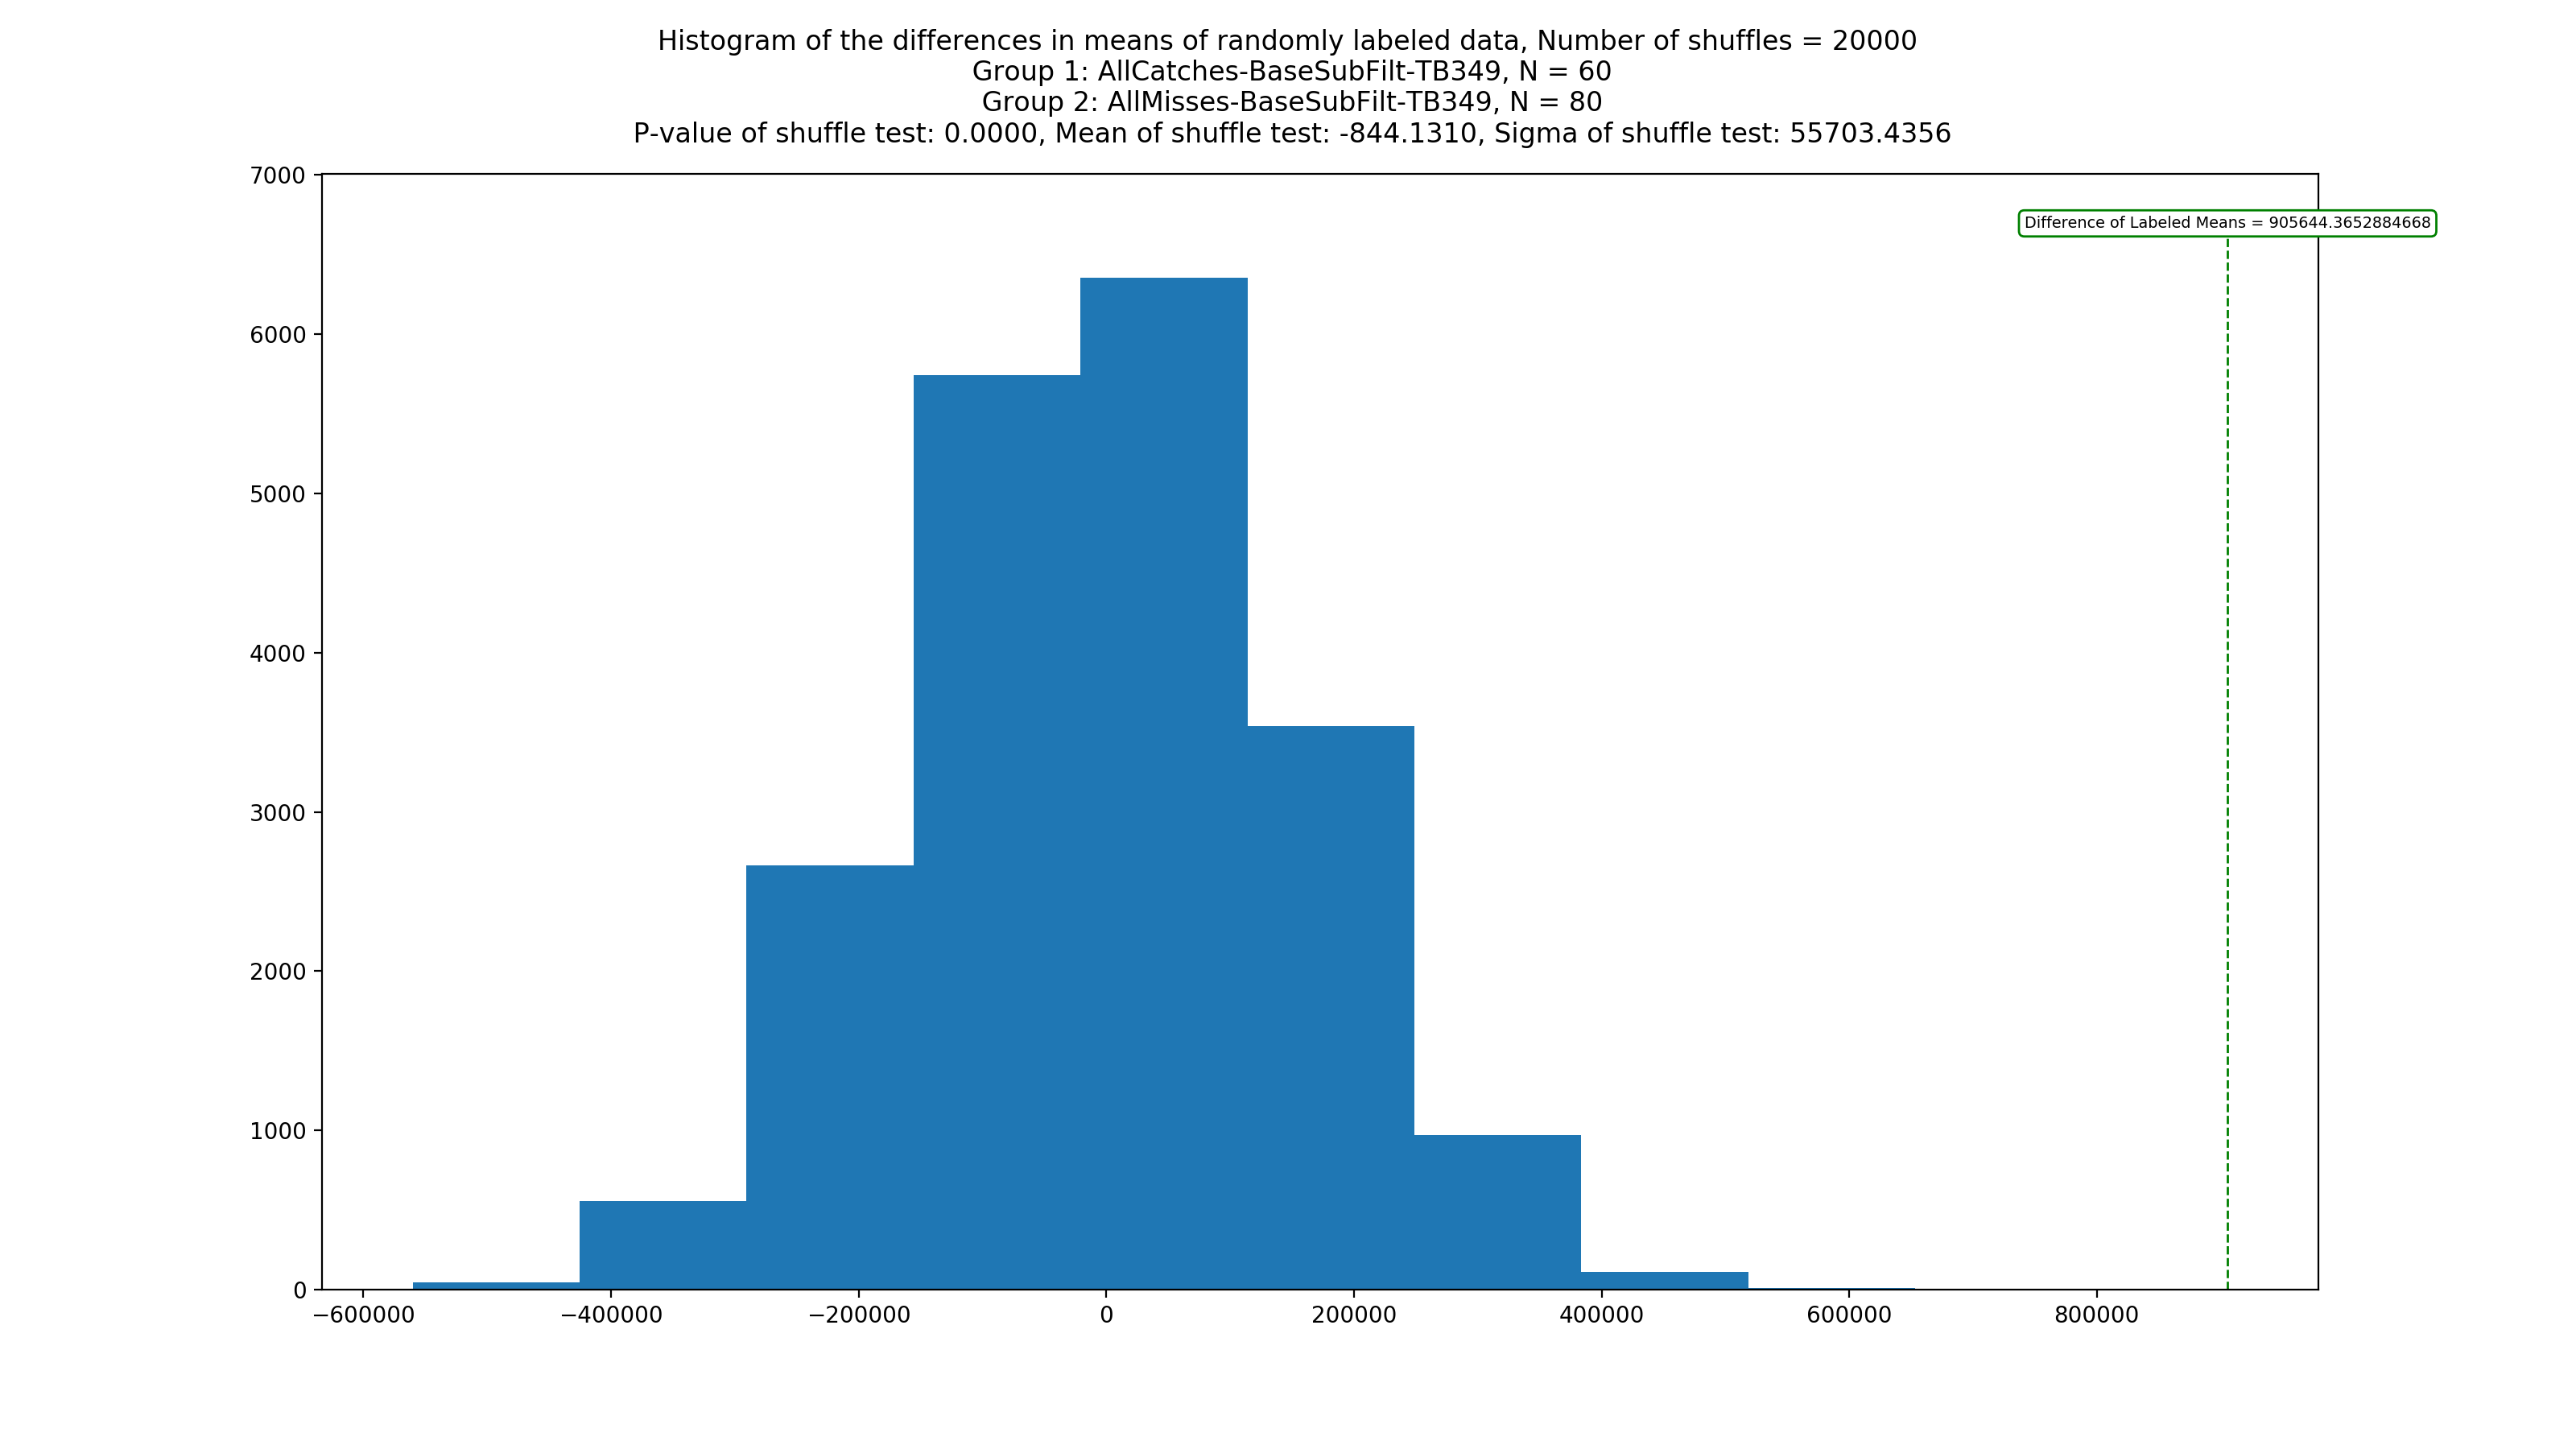 Histogram of the differences in means of randomly labeled data, Number of shuffles = 20000
Group 1: AllCatches-BaseSubFilt-TB349, N = 60
Group 2: AllMisses-BaseSubFilt-TB349, N = 80
P-value of shuffle test: 0.0000, Mean of shuffle test: -844.1310, Sigma of shuffle test: 55703.4356
7000
Difference of Labeled Means = 905644.3652884668
6000
5000
4000
3000
2000
1000
0
−600000 −400000 −200000 0 200000 400000 600000 800000